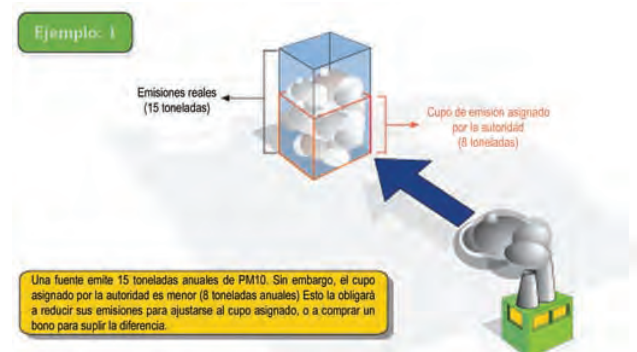 Ejemplo: 1
Emisiones reales
(15 toneladas)
Cupo de emisión asignado
por la autoridad
(8 toneladas)
Una fuente emite 15 toneladas anuales de PM10. Sin embargo, el cupo
asignado por la autoridad es menor (8 toneladas anuales) Esto la obligará
a reducir sus emisiones para ajustarse al cupo asignado, o a comprar un
bono para suplir la diferencia.